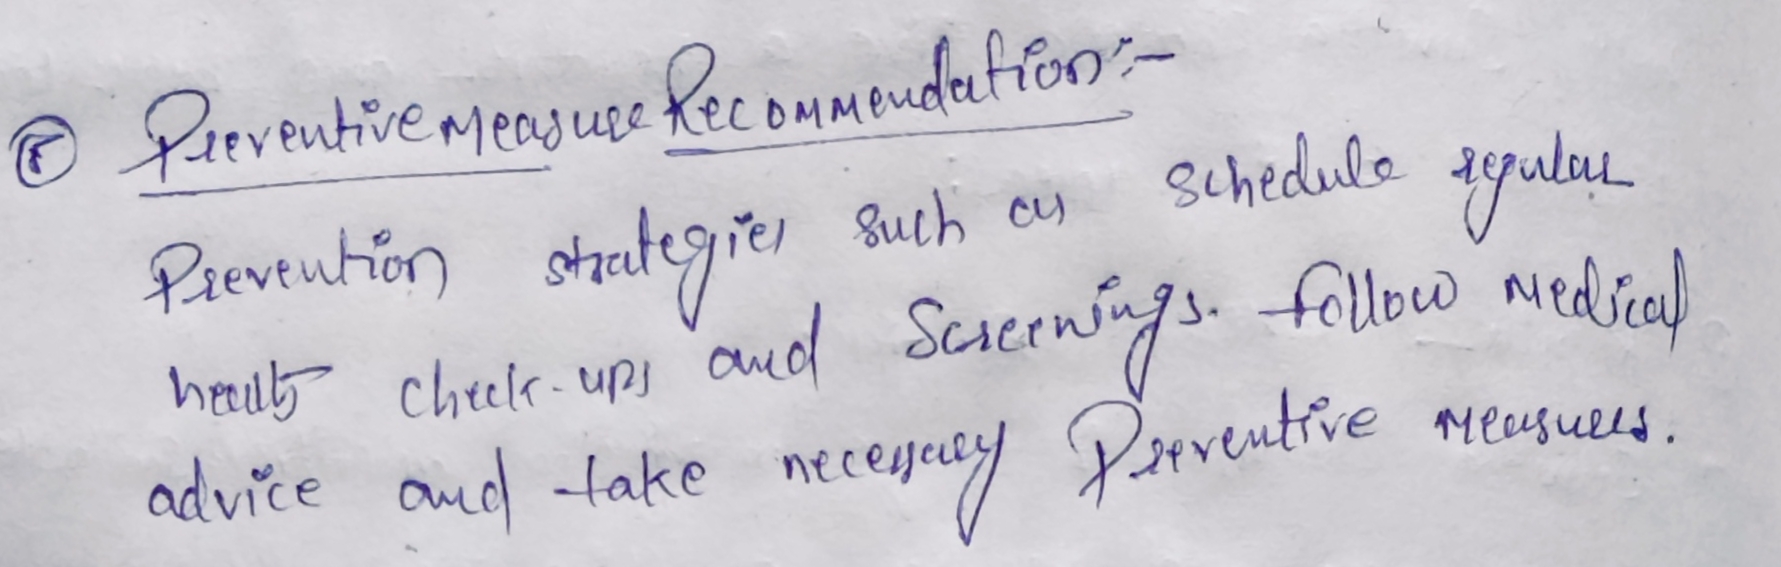 Preventive Measure Recommendation:-
Prevention strategies such as schedule regular
health check-ups and Screenings. follow medical
advice and take necessary Preventive measures.